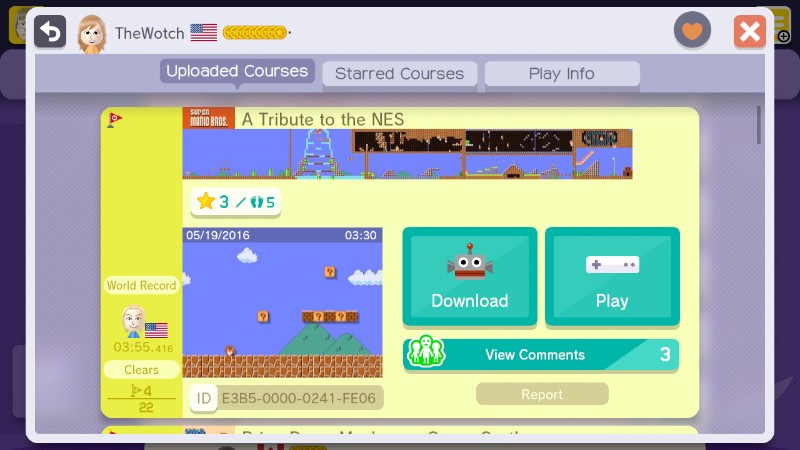 TheWotch
Uploaded Courses
Starred Courses
Play Info
SUPER
MARIO BROS.
A Tribute to the NES
3 / 5
05/19/2016
03:30
World Record
03:55.416
Clears
4
22
Download
Play
View Comments
3
ID
E3B5-0000-0241-FE06
Report